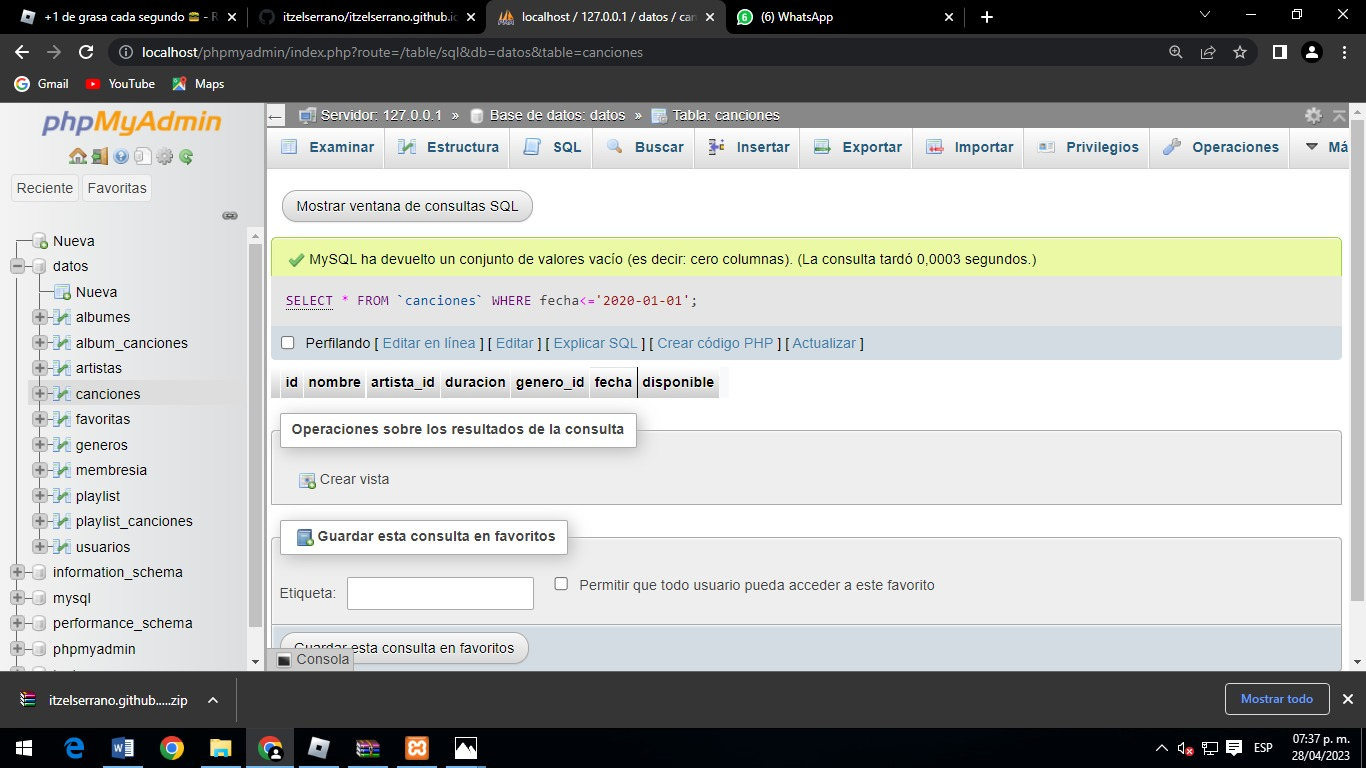 +1 de grasa cada segundo 🍔 - R
itzelserrano/itzelserrano.github.io
localhost / 127.0.0.1 / datos / can
(6) WhatsApp
localhost/phpmyadmin/index.php?route=/table/sql&db=datos&table=canciones
Gmail YouTube Maps
phpMyAdmin
Reciente Favoritas
Nueva
datos
Nueva
albumes
album_canciones
artistas
canciones
favoritas
generos
membresia
playlist
playlist_canciones
usuarios
information_schema
mysql
performance_schema
phpmyadmin
Servidor: 127.0.0.1 » Base de datos: datos » Tabla: canciones
Examinar Estructura SQL Buscar Insertar Exportar Importar Privilegios Operaciones Má
Mostrar ventana de consultas SQL
MySQL ha devuelto un conjunto de valores vacío (es decir: cero columnas). (La consulta tardó 0,0003 segundos.)
SELECT * FROM `canciones` WHERE fecha<='2020-01-01';
Perfilando [ Editar en línea ] [ Editar ] [ Explicar SQL ] [ Crear código PHP ] [ Actualizar ]
id nombre artista_id duracion genero_id fecha disponible
Operaciones sobre los resultados de la consulta
Crear vista
Guardar esta consulta en favoritos
Etiqueta: Permitir que todo usuario pueda acceder a este favorito
Guardar esta consulta en favoritos
Consola
itzelserrano.github.....zip
Mostrar todo
ESP
07:37 p. m.
28/04/2023